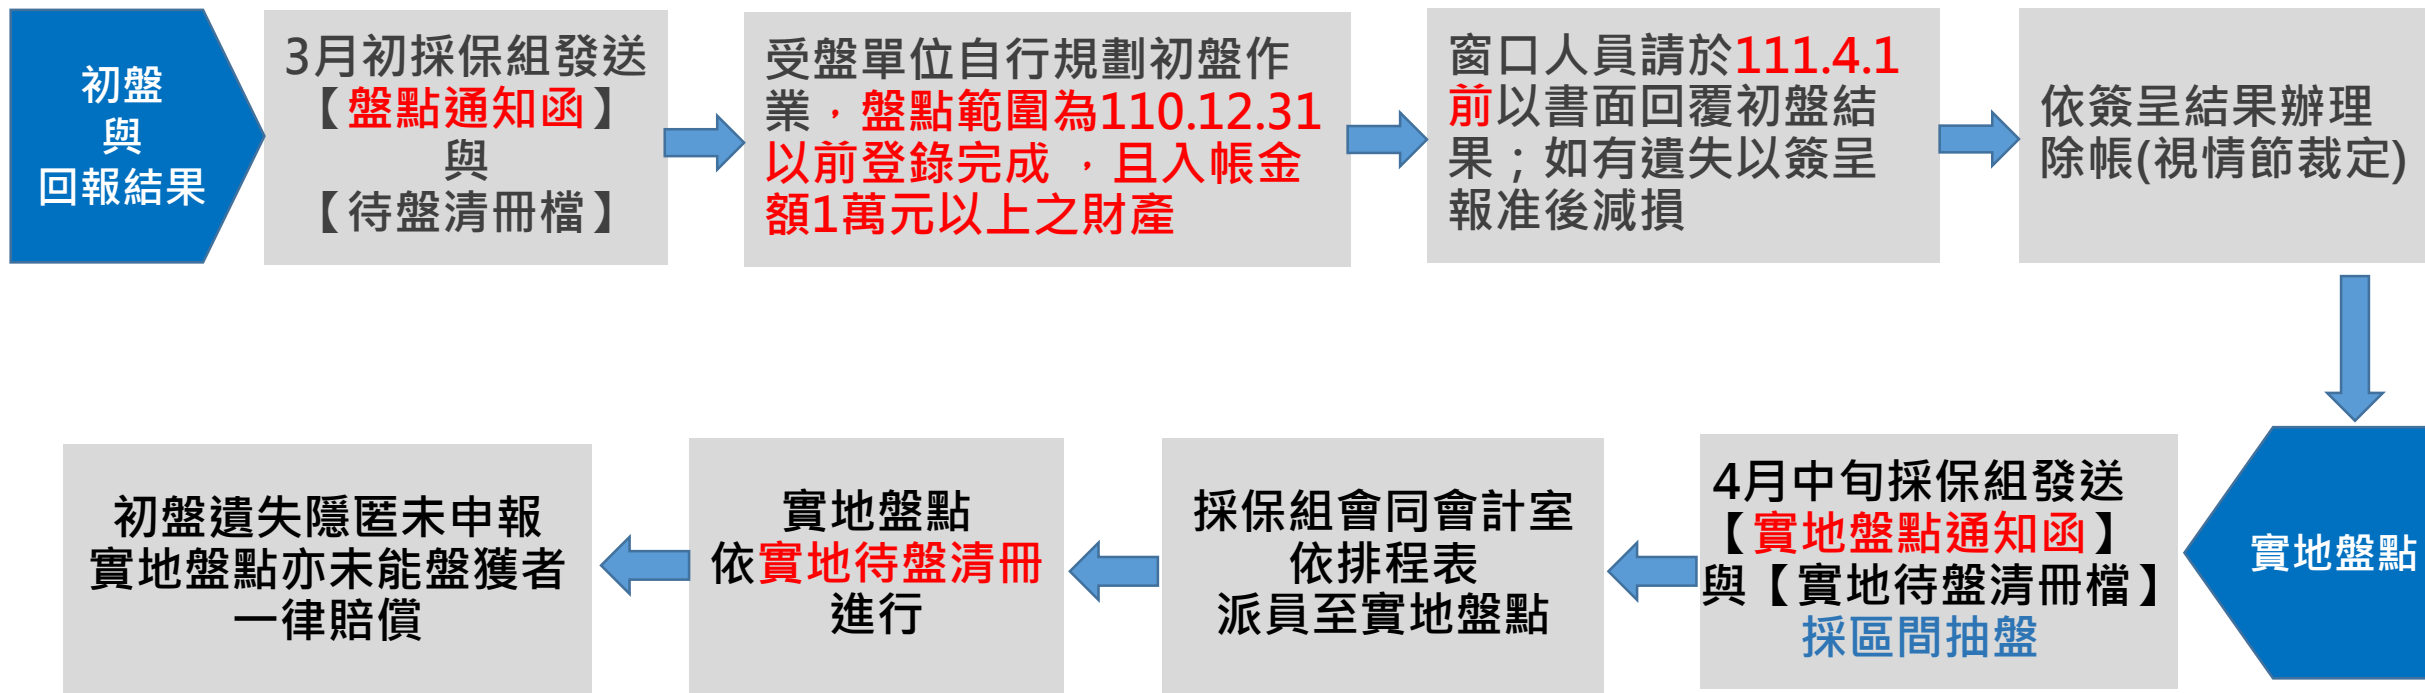 初盤
與
回報結果
3月初採保組發送
【盤點通知函】
與
【待盤清冊檔】
受盤單位自行規劃初盤作
業，盤點範圍為110.12.31
以前登錄完成 ，且入帳金
額1萬元以上之財產
窗口人員請於111.4.1
前以書面回覆初盤結
果；如有遺失以簽呈
報准後減損
依簽呈結果辦理
除帳(視情節裁定)
實地盤點
4月中旬採保組發送
【實地盤點通知函】
與【實地待盤清冊檔】
採區間抽盤
採保組會同會計室
依排程表
派員至實地盤點
實地盤點
依實地待盤清冊
進行
初盤遺失隱匿未申報
實地盤點亦未能盤獲者
一律賠償